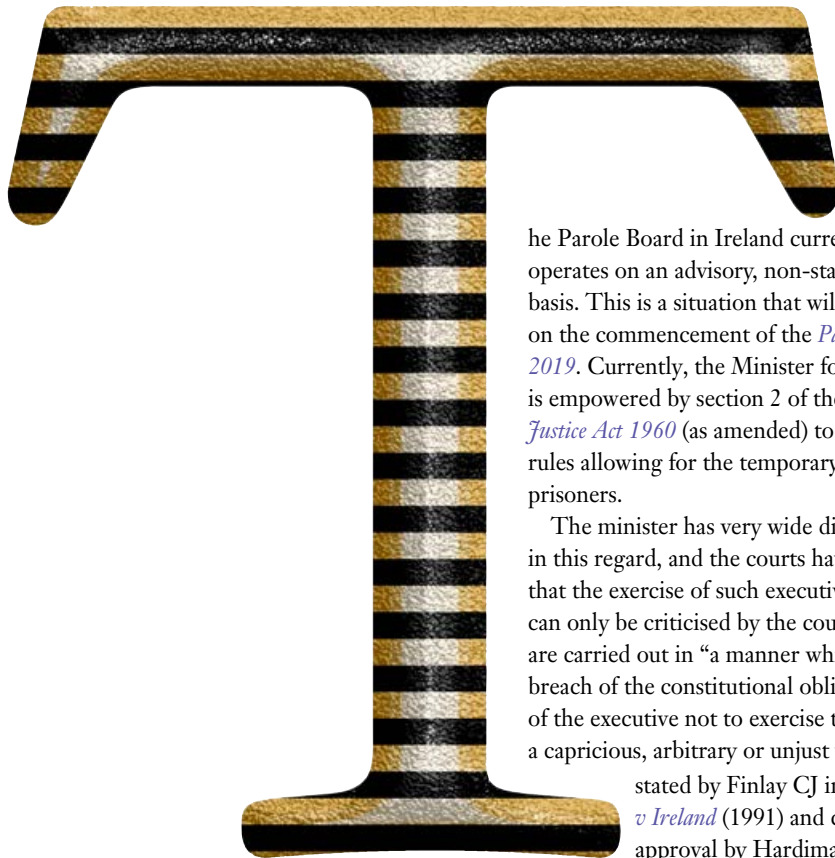 T
he Parole Board in Ireland curre
operates on an advisory, non-sta
basis. This is a situation that wil
on the commencement of the Pa
2019. Currently, the Minister fo
is empowered by section 2 of the
Justice Act 1960 (as amended) to
rules allowing for the temporary
prisoners.
The minister has very wide di
in this regard, and the courts hav
that the exercise of such executiv
can only be criticised by the cou
are carried out in “a manner wh
breach of the constitutional obli
of the executive not to exercise t
a capricious, arbitrary or unjust
stated by Finlay CJ in
v Ireland (1991) and
approval by Hardima